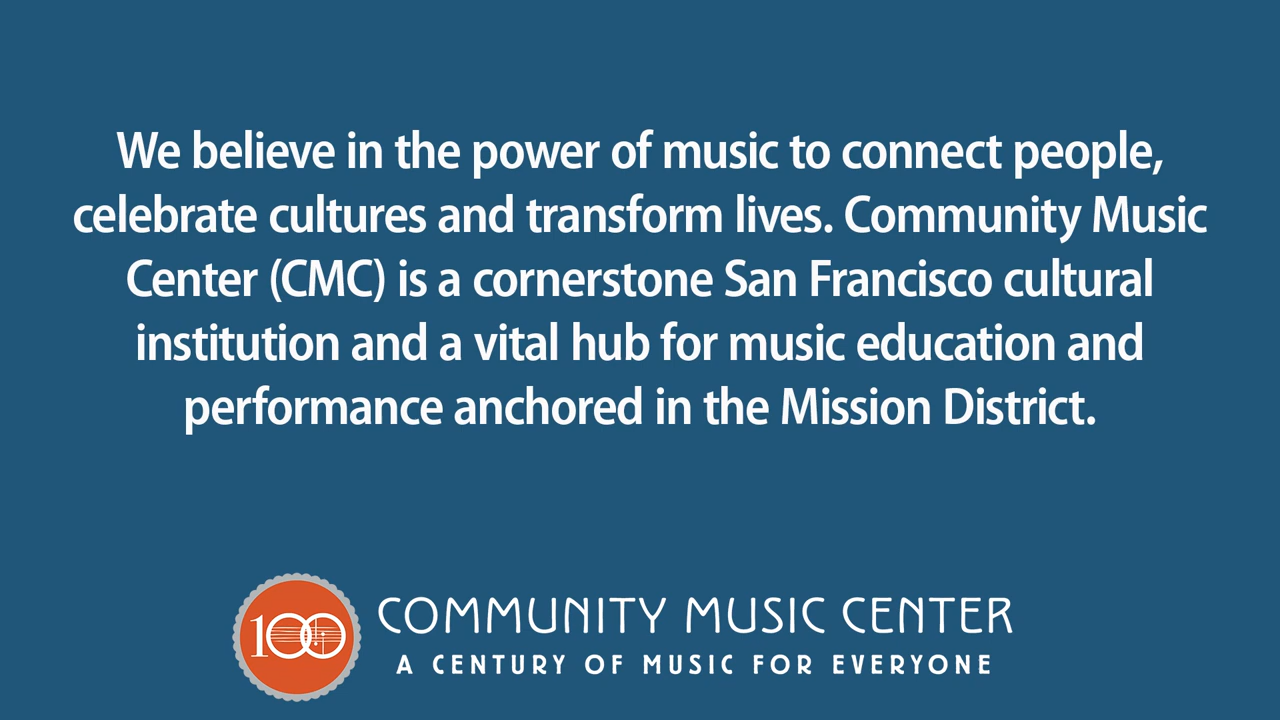 We believe in the power of music to connect people,
celebrate cultures and transform lives. Community Music
Center (CMC) is a cornerstone San Francisco cultural
institution and a vital hub for music education and
performance anchored in the Mission District.
100
COMMUNITY MUSIC CENTER
A CENTURY OF MUSIC FOR EVERYONE